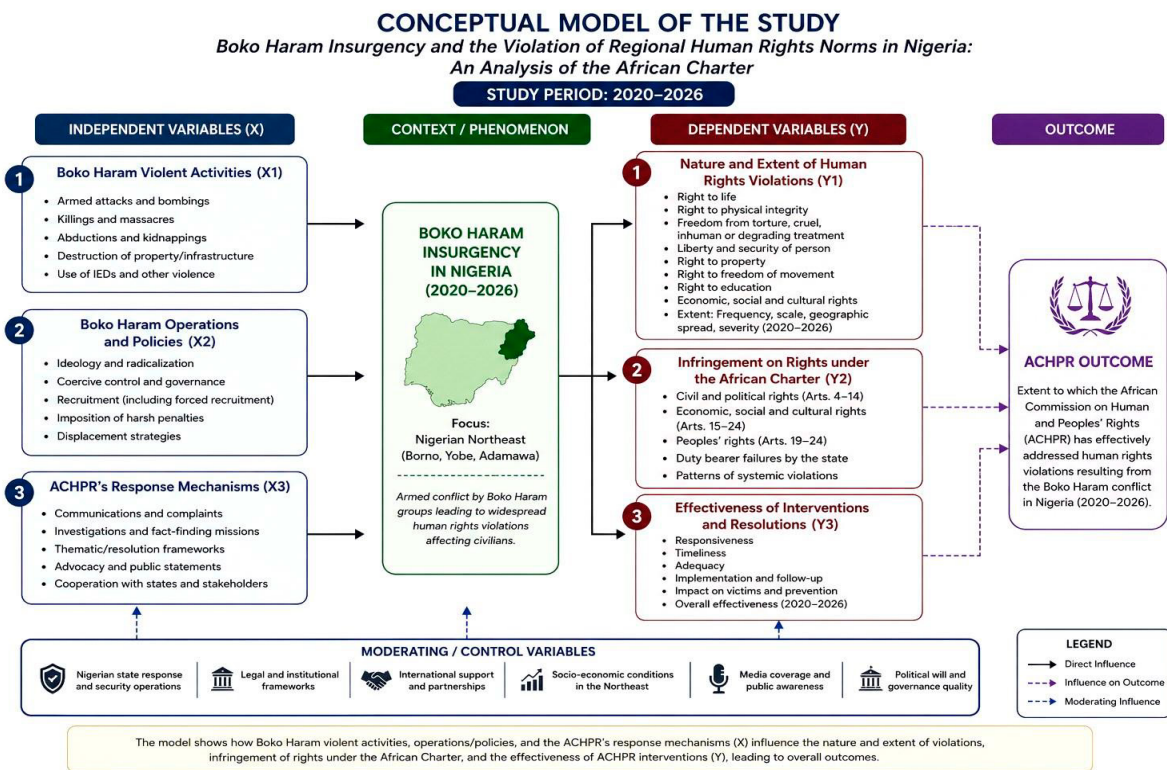 CONCEPTUAL MODEL OF THE STUDY
Boko Haram Insurgency and the Violation of Regional Human Rights Norms in Nigeria:
An Analysis of the African Charter
STUDY PERIOD: 2020–2026
INDEPENDENT VARIABLES (X)
1
Boko Haram Violent Activities (X1)
• Armed attacks and bombings
• Killings and massacres
• Abductions and kidnappings
• Destruction of property/infrastructure
• Use of IEDs and other violence
2
Boko Haram Operations
and Policies (X2)
• Ideology and radicalization
• Coercive control and governance
• Recruitment (including forced recruitment)
• Imposition of harsh penalties
• Displacement strategies
3
ACHPR's Response Mechanisms (X3)
• Communications and complaints
• Investigations and fact-finding missions
• Thematic/resolution frameworks
• Advocacy and public statements
• Cooperation with states and stakeholders
CONTEXT / PHENOMENON
BOKO HARAM
INSURGENCY
IN NIGERIA
(2020–2026)
Focus:
Nigerian Northeast
(Borno, Yobe, Adamawa)
Armed conflict by Boko Haram
groups leading to widespread
human rights violations
affecting civilians.
DEPENDENT VARIABLES (Y)
1
Nature and Extent of Human
Rights Violations (Y1)
• Right to life
• Right to physical integrity
• Freedom from torture, cruel,
inhuman or degrading treatment
• Liberty and security of person
• Right to property
• Right to freedom of movement
• Right to education
• Economic, social and cultural rights
• Extent: Frequency, scale, geographic
spread, severity (2020–2026)
2
Infringement on Rights under
the African Charter (Y2)
• Civil and political rights (Arts. 4–14)
• Economic, social and cultural rights
(Arts. 15–24)
• Peoples' rights (Arts. 19–24)
• Duty bearer failures by the state
• Patterns of systemic violations
3
Effectiveness of Interventions
and Resolutions (Y3)
• Responsiveness
• Timeliness
• Adequacy
• Implementation and follow-up
• Impact on victims and prevention
• Overall effectiveness (2020–2026)
OUTCOME
ACHPR OUTCOME
Extent to which the African
Commission on Human
and Peoples' Rights
(ACHPR) has effectively
addressed human rights
violations resulting from
the Boko Haram conflict
in Nigeria (2020–2026).
MODERATING / CONTROL VARIABLES
Nigerian state response
and security operations
Legal and institutional
frameworks
International support
and partnerships
Socio-economic conditions
in the Northeast
Media coverage and
public awareness
Political will and
governance quality
LEGEND
Direct Influence
Influence on Outcome
Moderating Influence
The model shows how Boko Haram violent activities, operations/policies, and the ACHPR's response mechanisms (X) influence the nature and extent of violations,
infringement of rights under the African Charter, and the effectiveness of ACHPR interventions (Y), leading to overall outcomes.